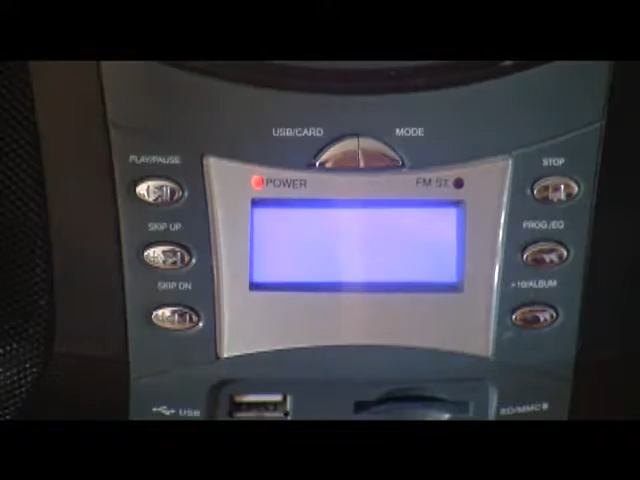 USB/CARD MODE
PLAY/PAUSE
STOP
POWER
FM ST.
SKIP UP
PROG./EQ
SKIP DN
+10/ALBUM
USB
SD/MMC